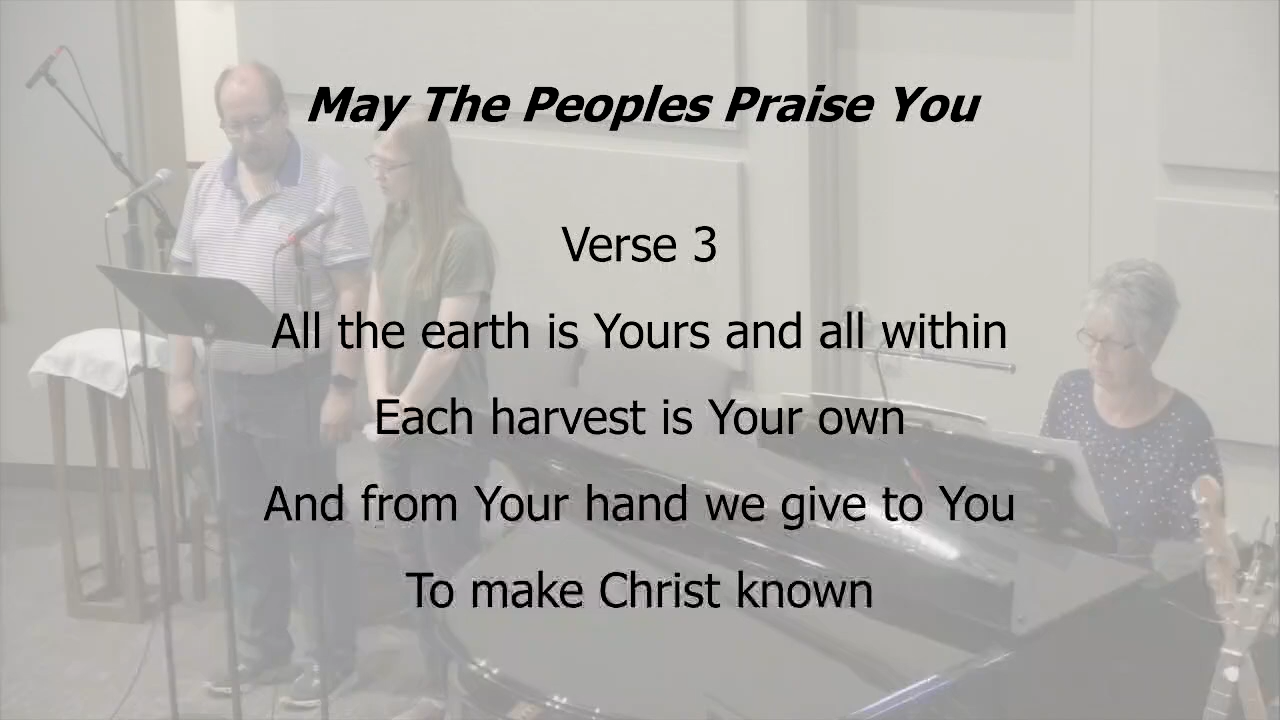 May The Peoples Praise You
Verse 3
All the earth is Yours and all within
Each harvest is Your own
And from Your hand we give to You
To make Christ known